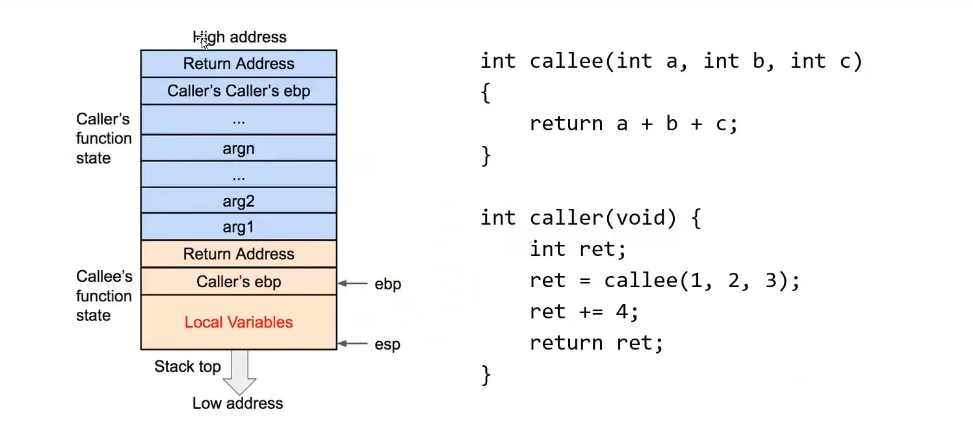 High address
Return Address
Caller's Caller's ebp
...
Caller's
function
state
argn
...
arg2
arg1
Return Address
Callee's
function
state
Caller's ebp
ebp
Local Variables
esp
Stack top
Low address
int callee(int a, int b, int c)
{
    return a + b + c;
}
int caller(void) {
    int ret;
    ret = callee(1, 2, 3);
    ret += 4;
    return ret;
}